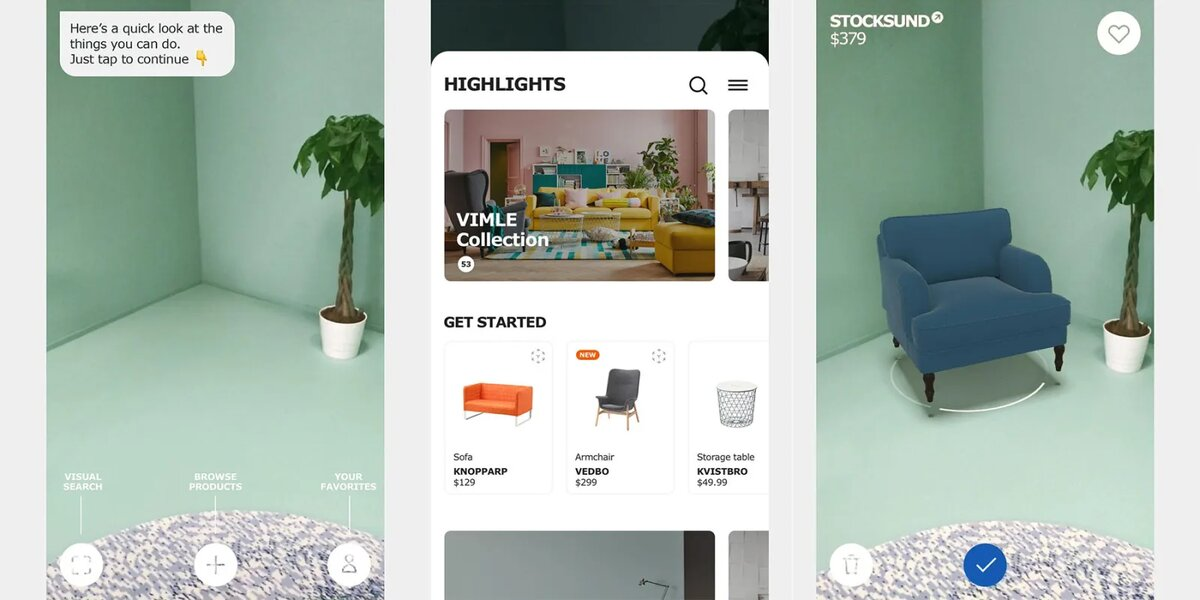 Here's a quick look at the
things you can do.
Just tap to continue 👇
VISUAL
SEARCH
BROWSE
PRODUCTS
YOUR
FAVORITES
HIGHLIGHTS
VIMLE
Collection
53
GET STARTED
Sofa
KNOPPARP
$129
NEW
Armchair
VEDBO
$299
Storage table
KVISTBRO
$49.99
STOCKSUND
$379